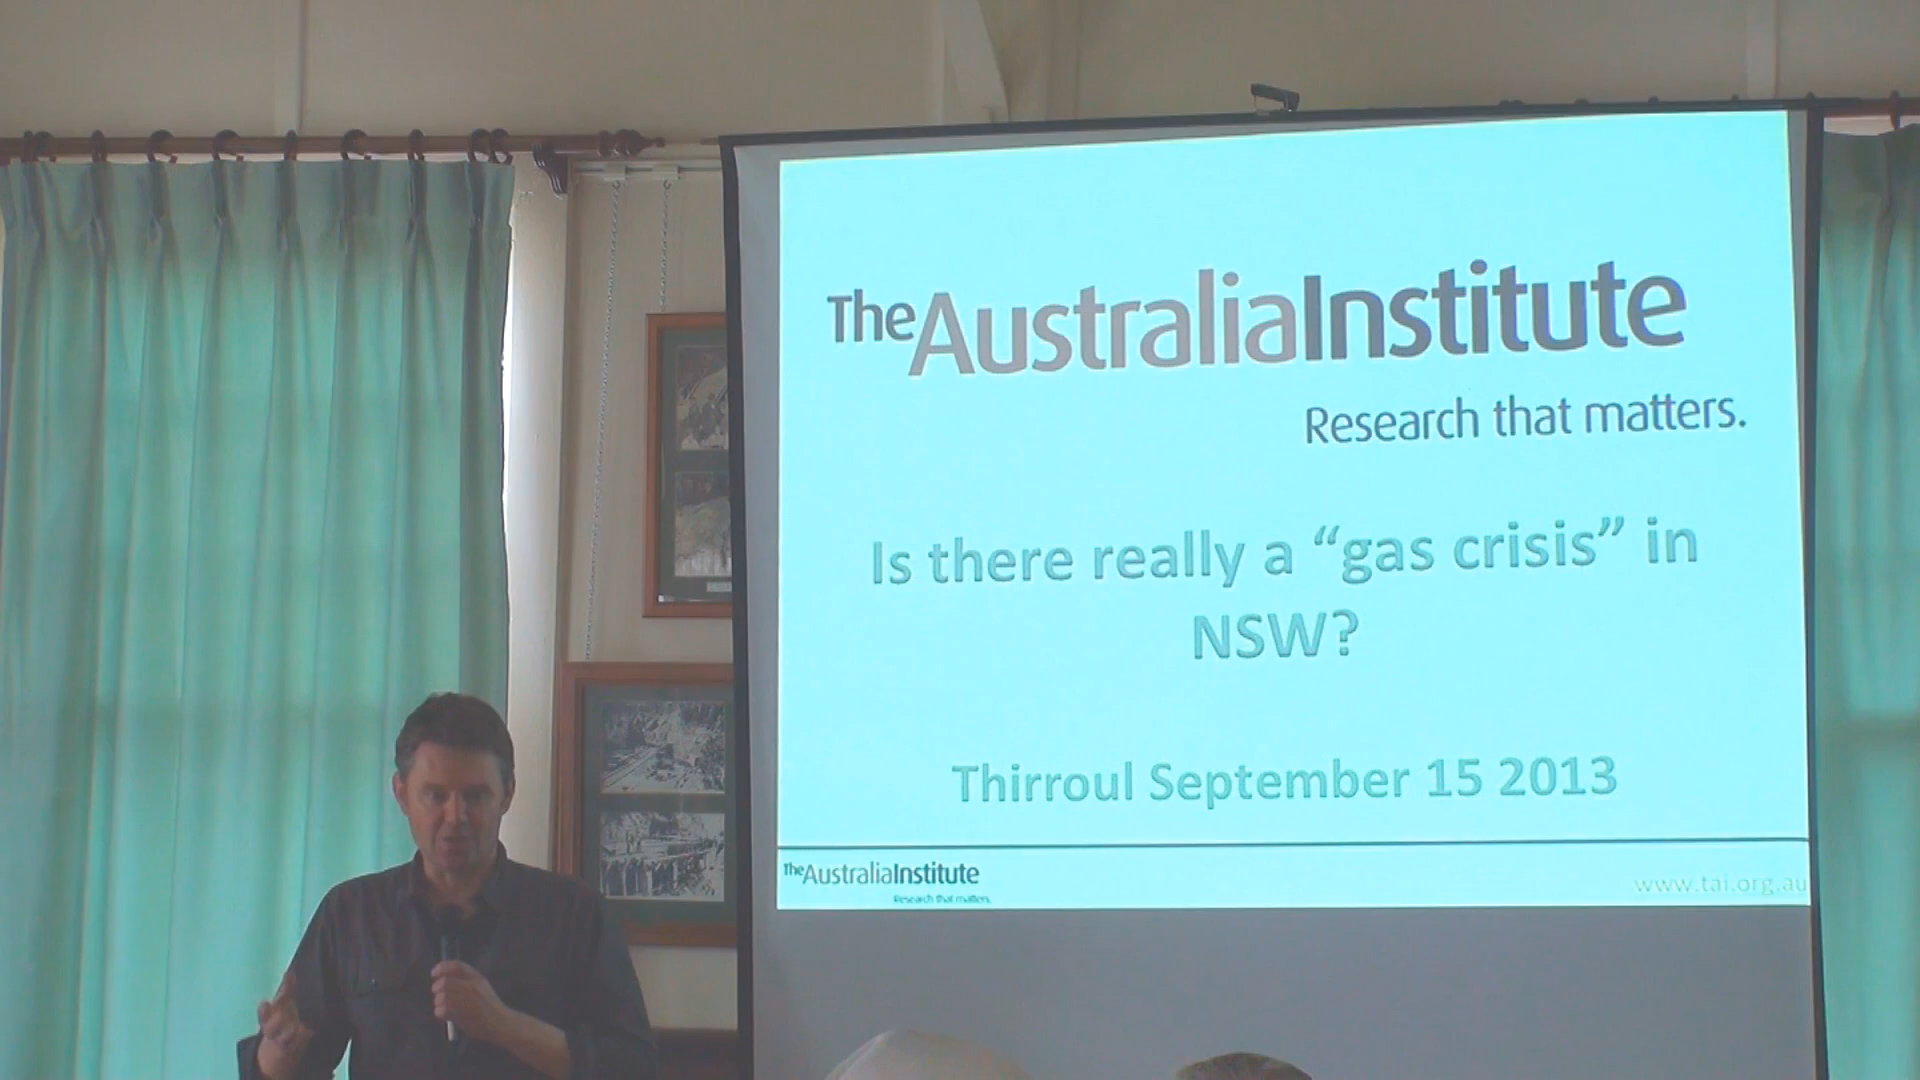 TheAustraliaInstitute
Research that matters.
Is there really a “gas crisis” in
NSW?
Thirroul September 15 2013
TheAustraliaInstitute
Research that matters.
www.tai.org.au